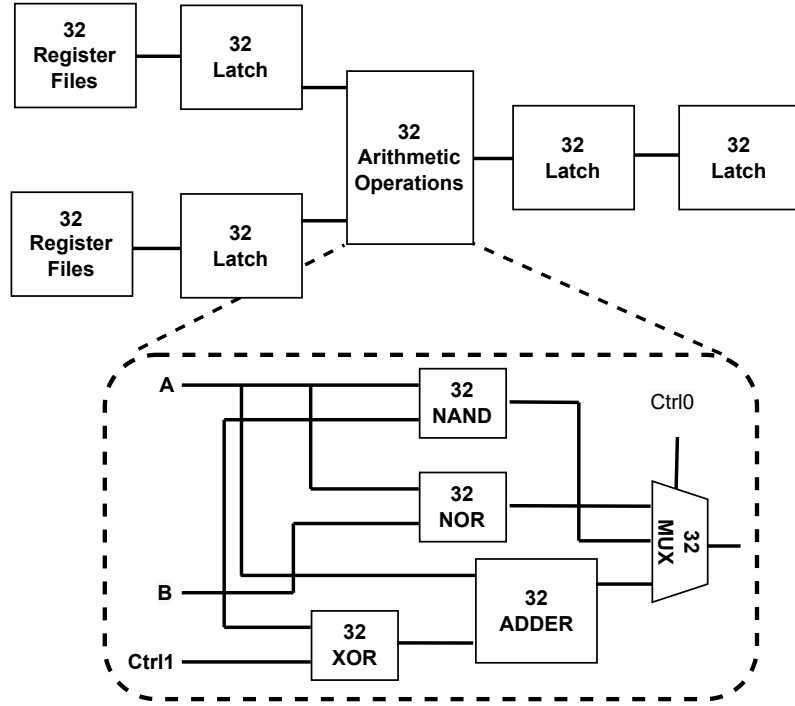 32
Register
Files
32
Latch
32
Arithmetic
Operations
32
Latch
32
Latch
32
Register
Files
32
Latch
A
32
NAND
Ctrl0
32
NOR
32
MUX
B
32
ADDER
32
XOR
Ctrl1